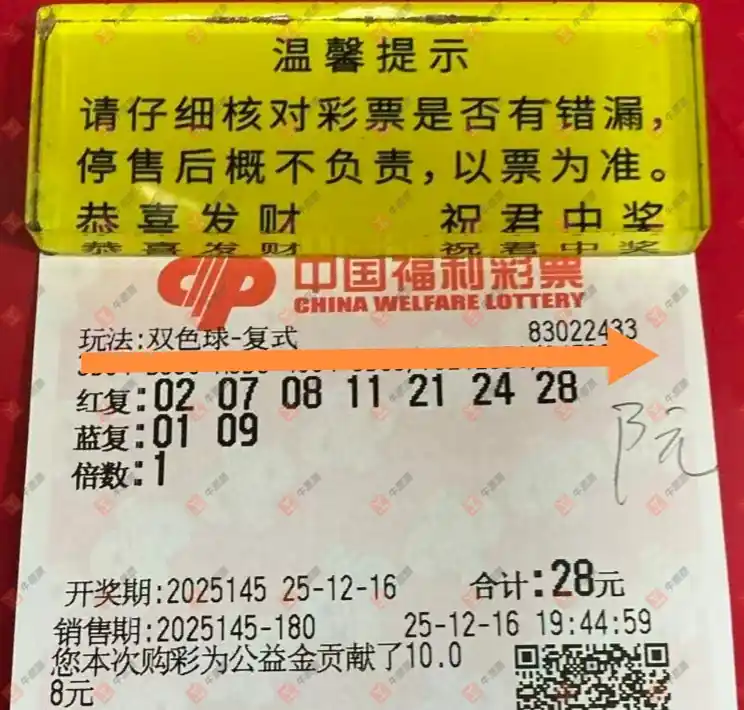 温馨提示
请仔细核对彩票是否有错漏，
停售后概不负责，以票为准。
恭喜发财 祝君中奖
中国福利彩票
CHINA WELFARE LOTTERY
玩法:双色球-复式 83022433
红复:02 07 08 11 21 24 28
蓝复:01 09
倍数:1
开奖期:2025145 25-12-16 合计:28元
销售期:2025145-180 25-12-16 19:44:59
您本次购彩为公益金贡献了10.0
8元